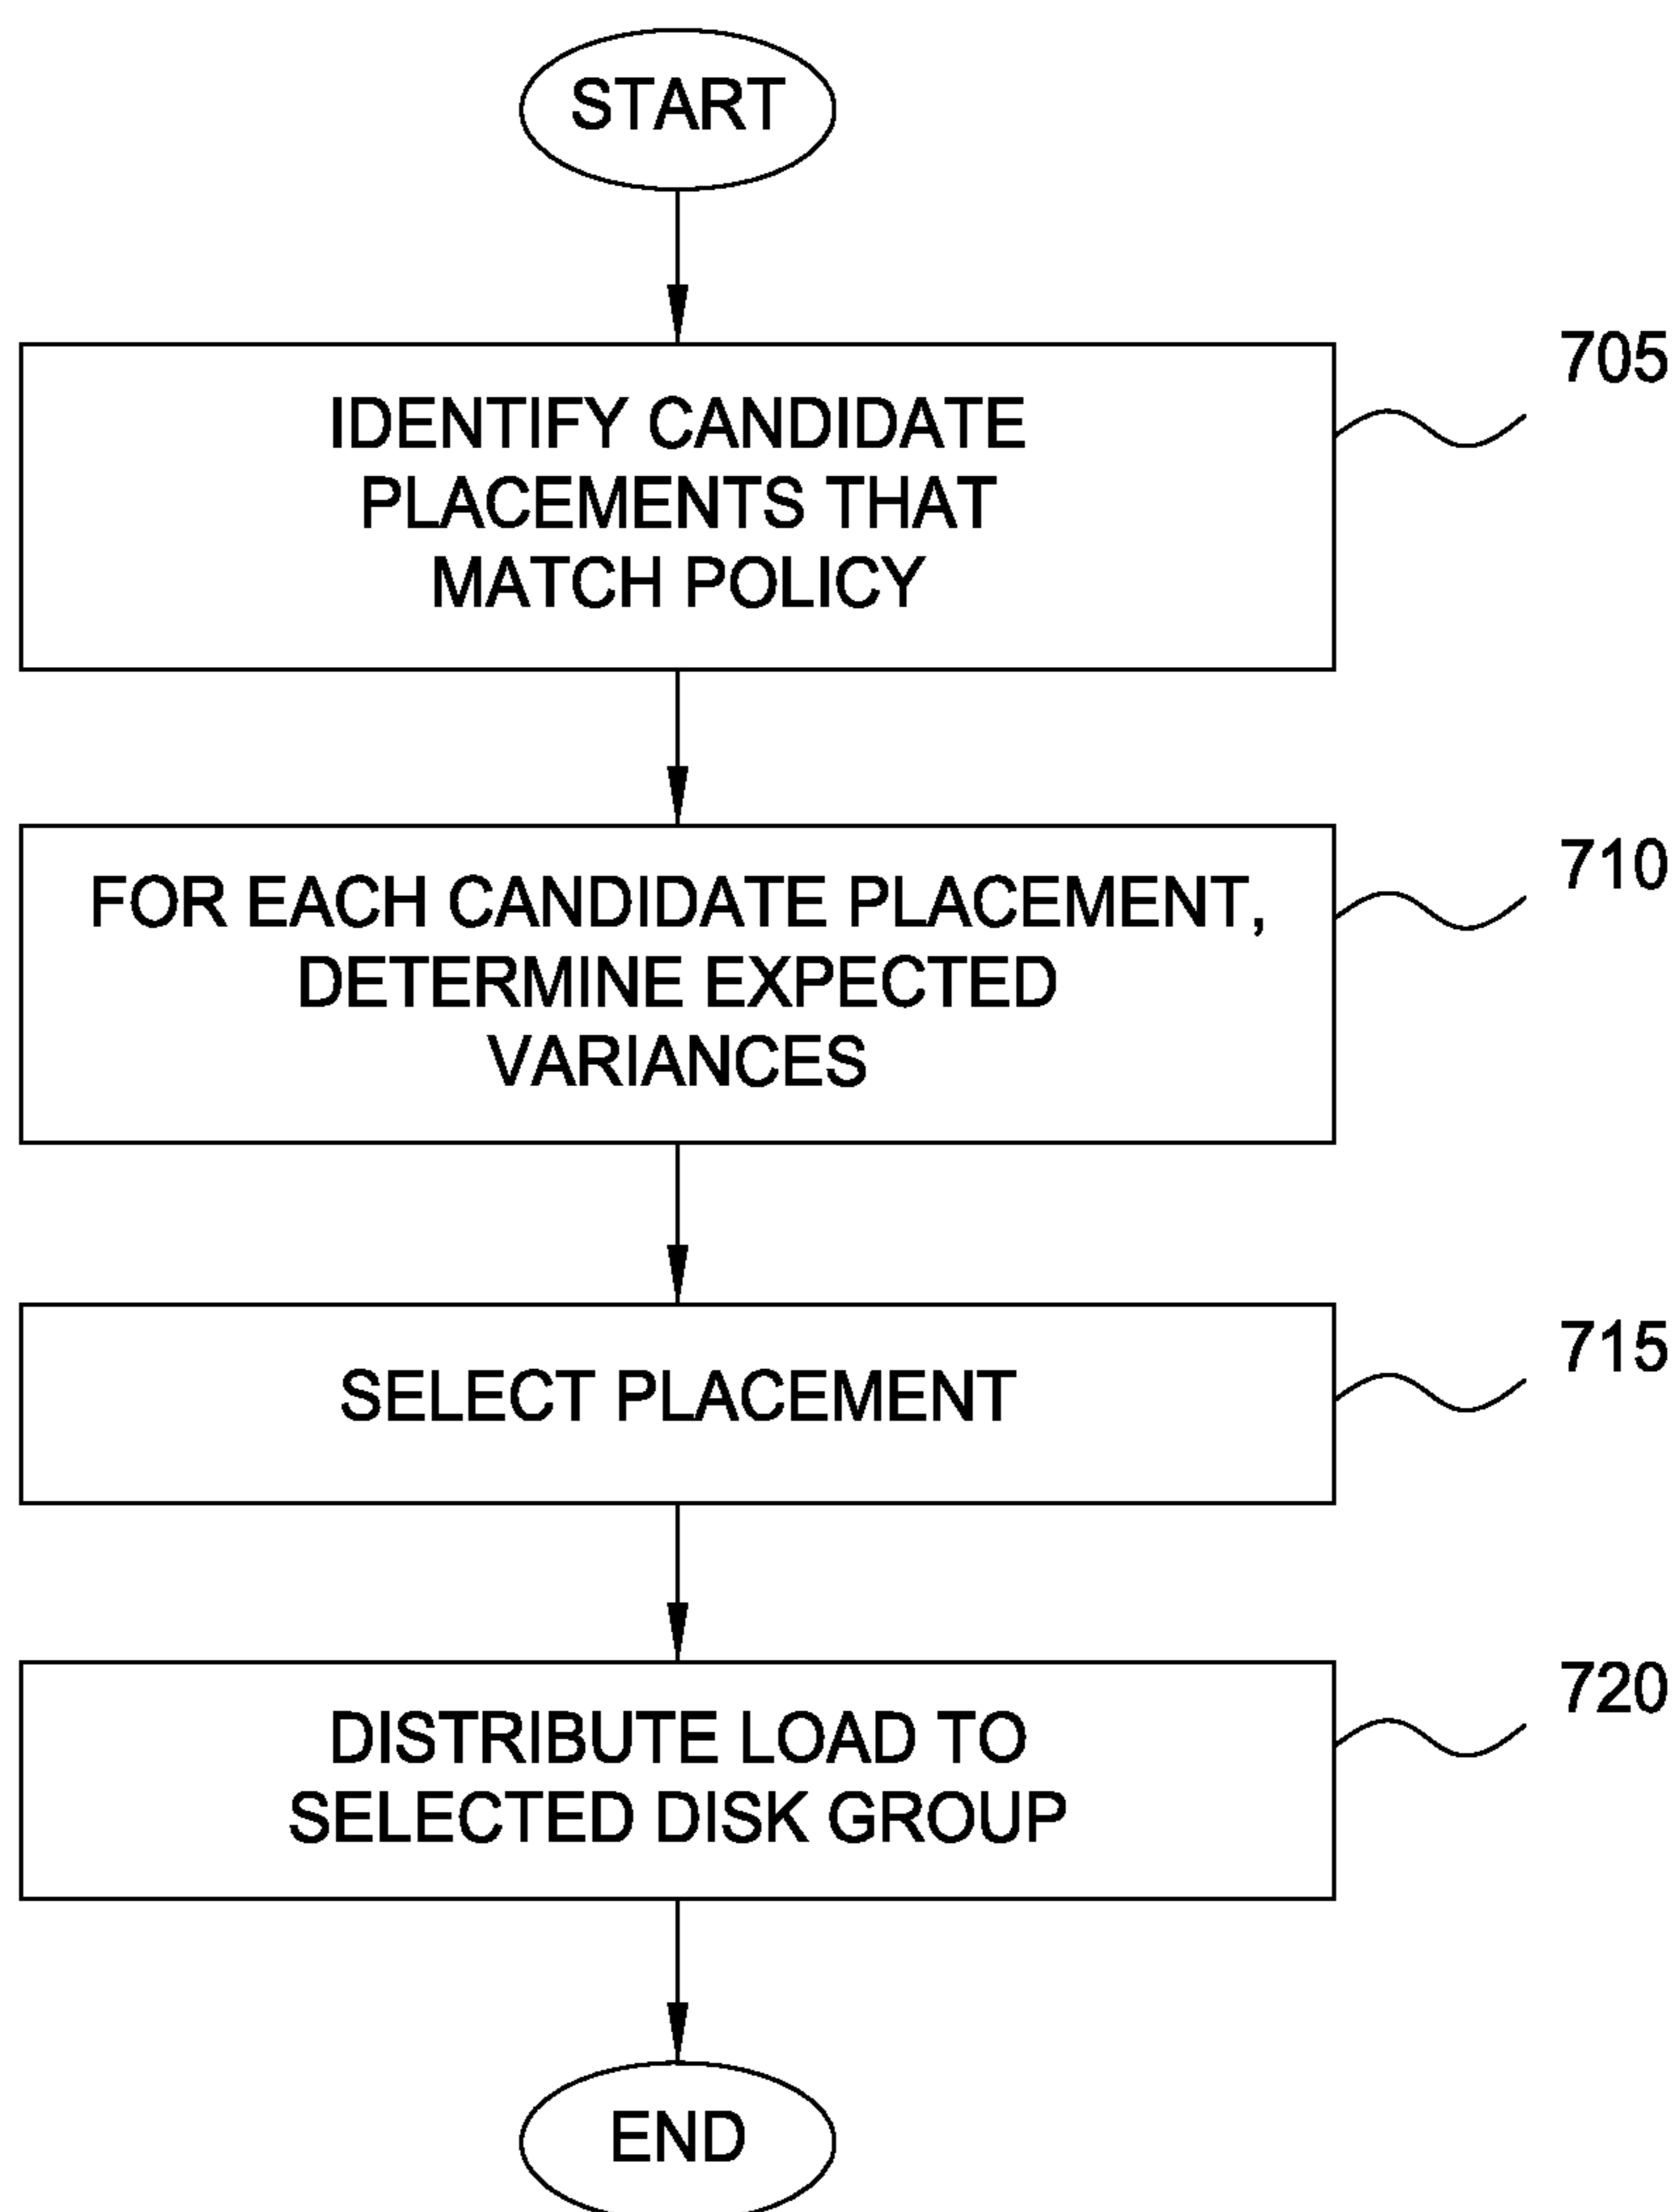 START
705
IDENTIFY CANDIDATE
PLACEMENTS THAT
MATCH POLICY
710
FOR EACH CANDIDATE PLACEMENT,
DETERMINE EXPECTED
VARIANCES
715
SELECT PLACEMENT
720
DISTRIBUTE LOAD TO
SELECTED DISK GROUP
END